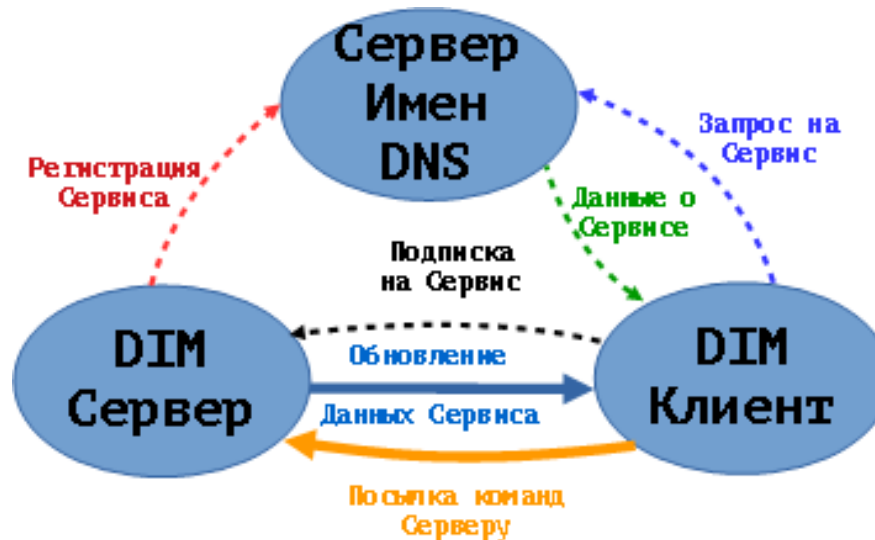 Сервер
Имен
DNS
Запрос на
Сервис
Регистрация
Сервиса
Данные о
Сервисе
Подписка
на Сервис
DIM
Сервер
Обновление
Данных Сервиса
DIM
Клиент
Посылка команд
Серверу